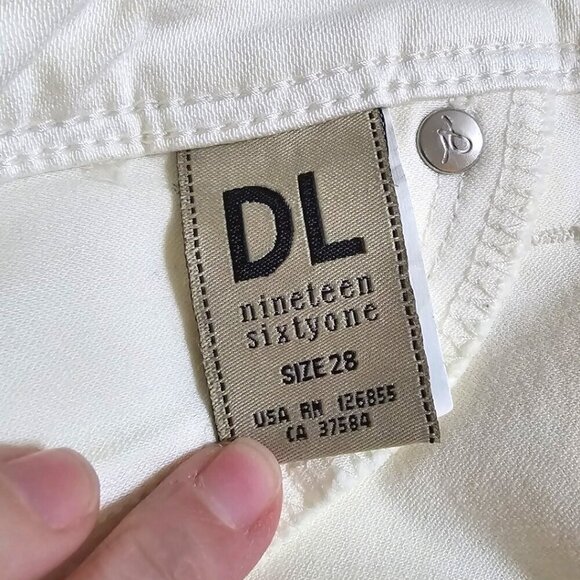 DL
nineteen
sixtyone
SIZE 28
USA RN 126855
CA 37584